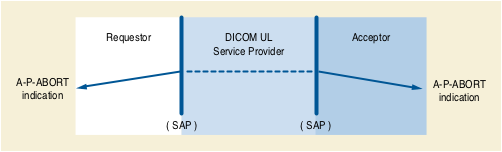 Requestor
DICOM UL
Service Provider
Acceptor
A-P-ABORT
indication
A-P-ABORT
indication
( SAP )
( SAP )